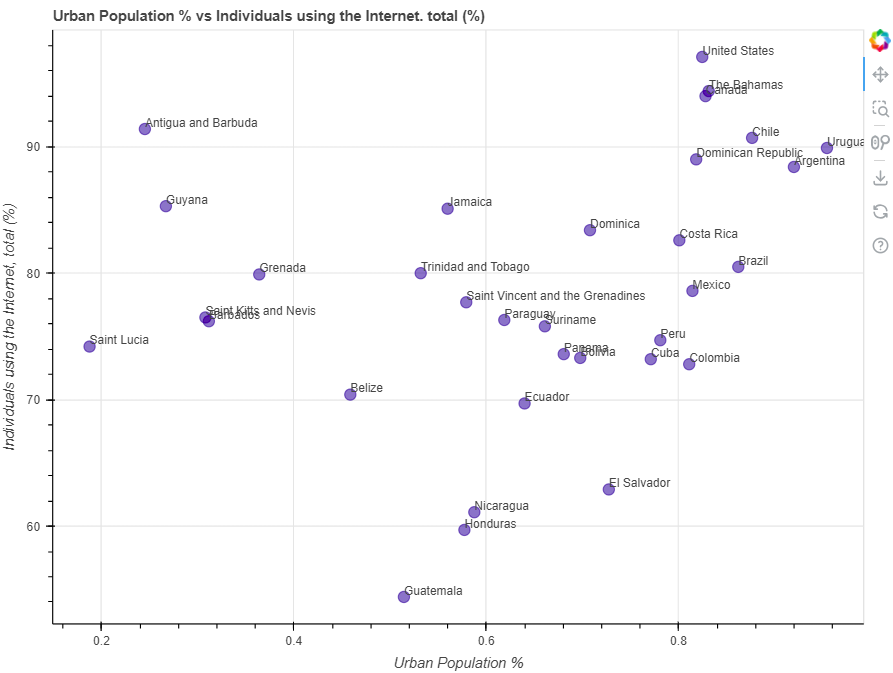 Urban Population % vs Individuals using the Internet. total (%)
United States
The Bahamas
Antigua and Barbuda
Chile
Urugua
90
Dominican Republic
Argentina
Guyana
Jamaica
Dominica
Costa Rica
Brazil
Grenada
Trinidad and Tobago
80
Mexico
Saint Vincent and the Grenadines
Saint Kitts and Nevis
Barbados
Paraguay
Suriname
Saint Lucia
Peru
Panama
Bolivia
Cuba
Colombia
Belize
70
Ecuador
El Salvador
Nicaragua
60
Honduras
Guatemala
0.2
0.4
0.6
0.8
Urban Population %
Individuals using the Internet, total (%)